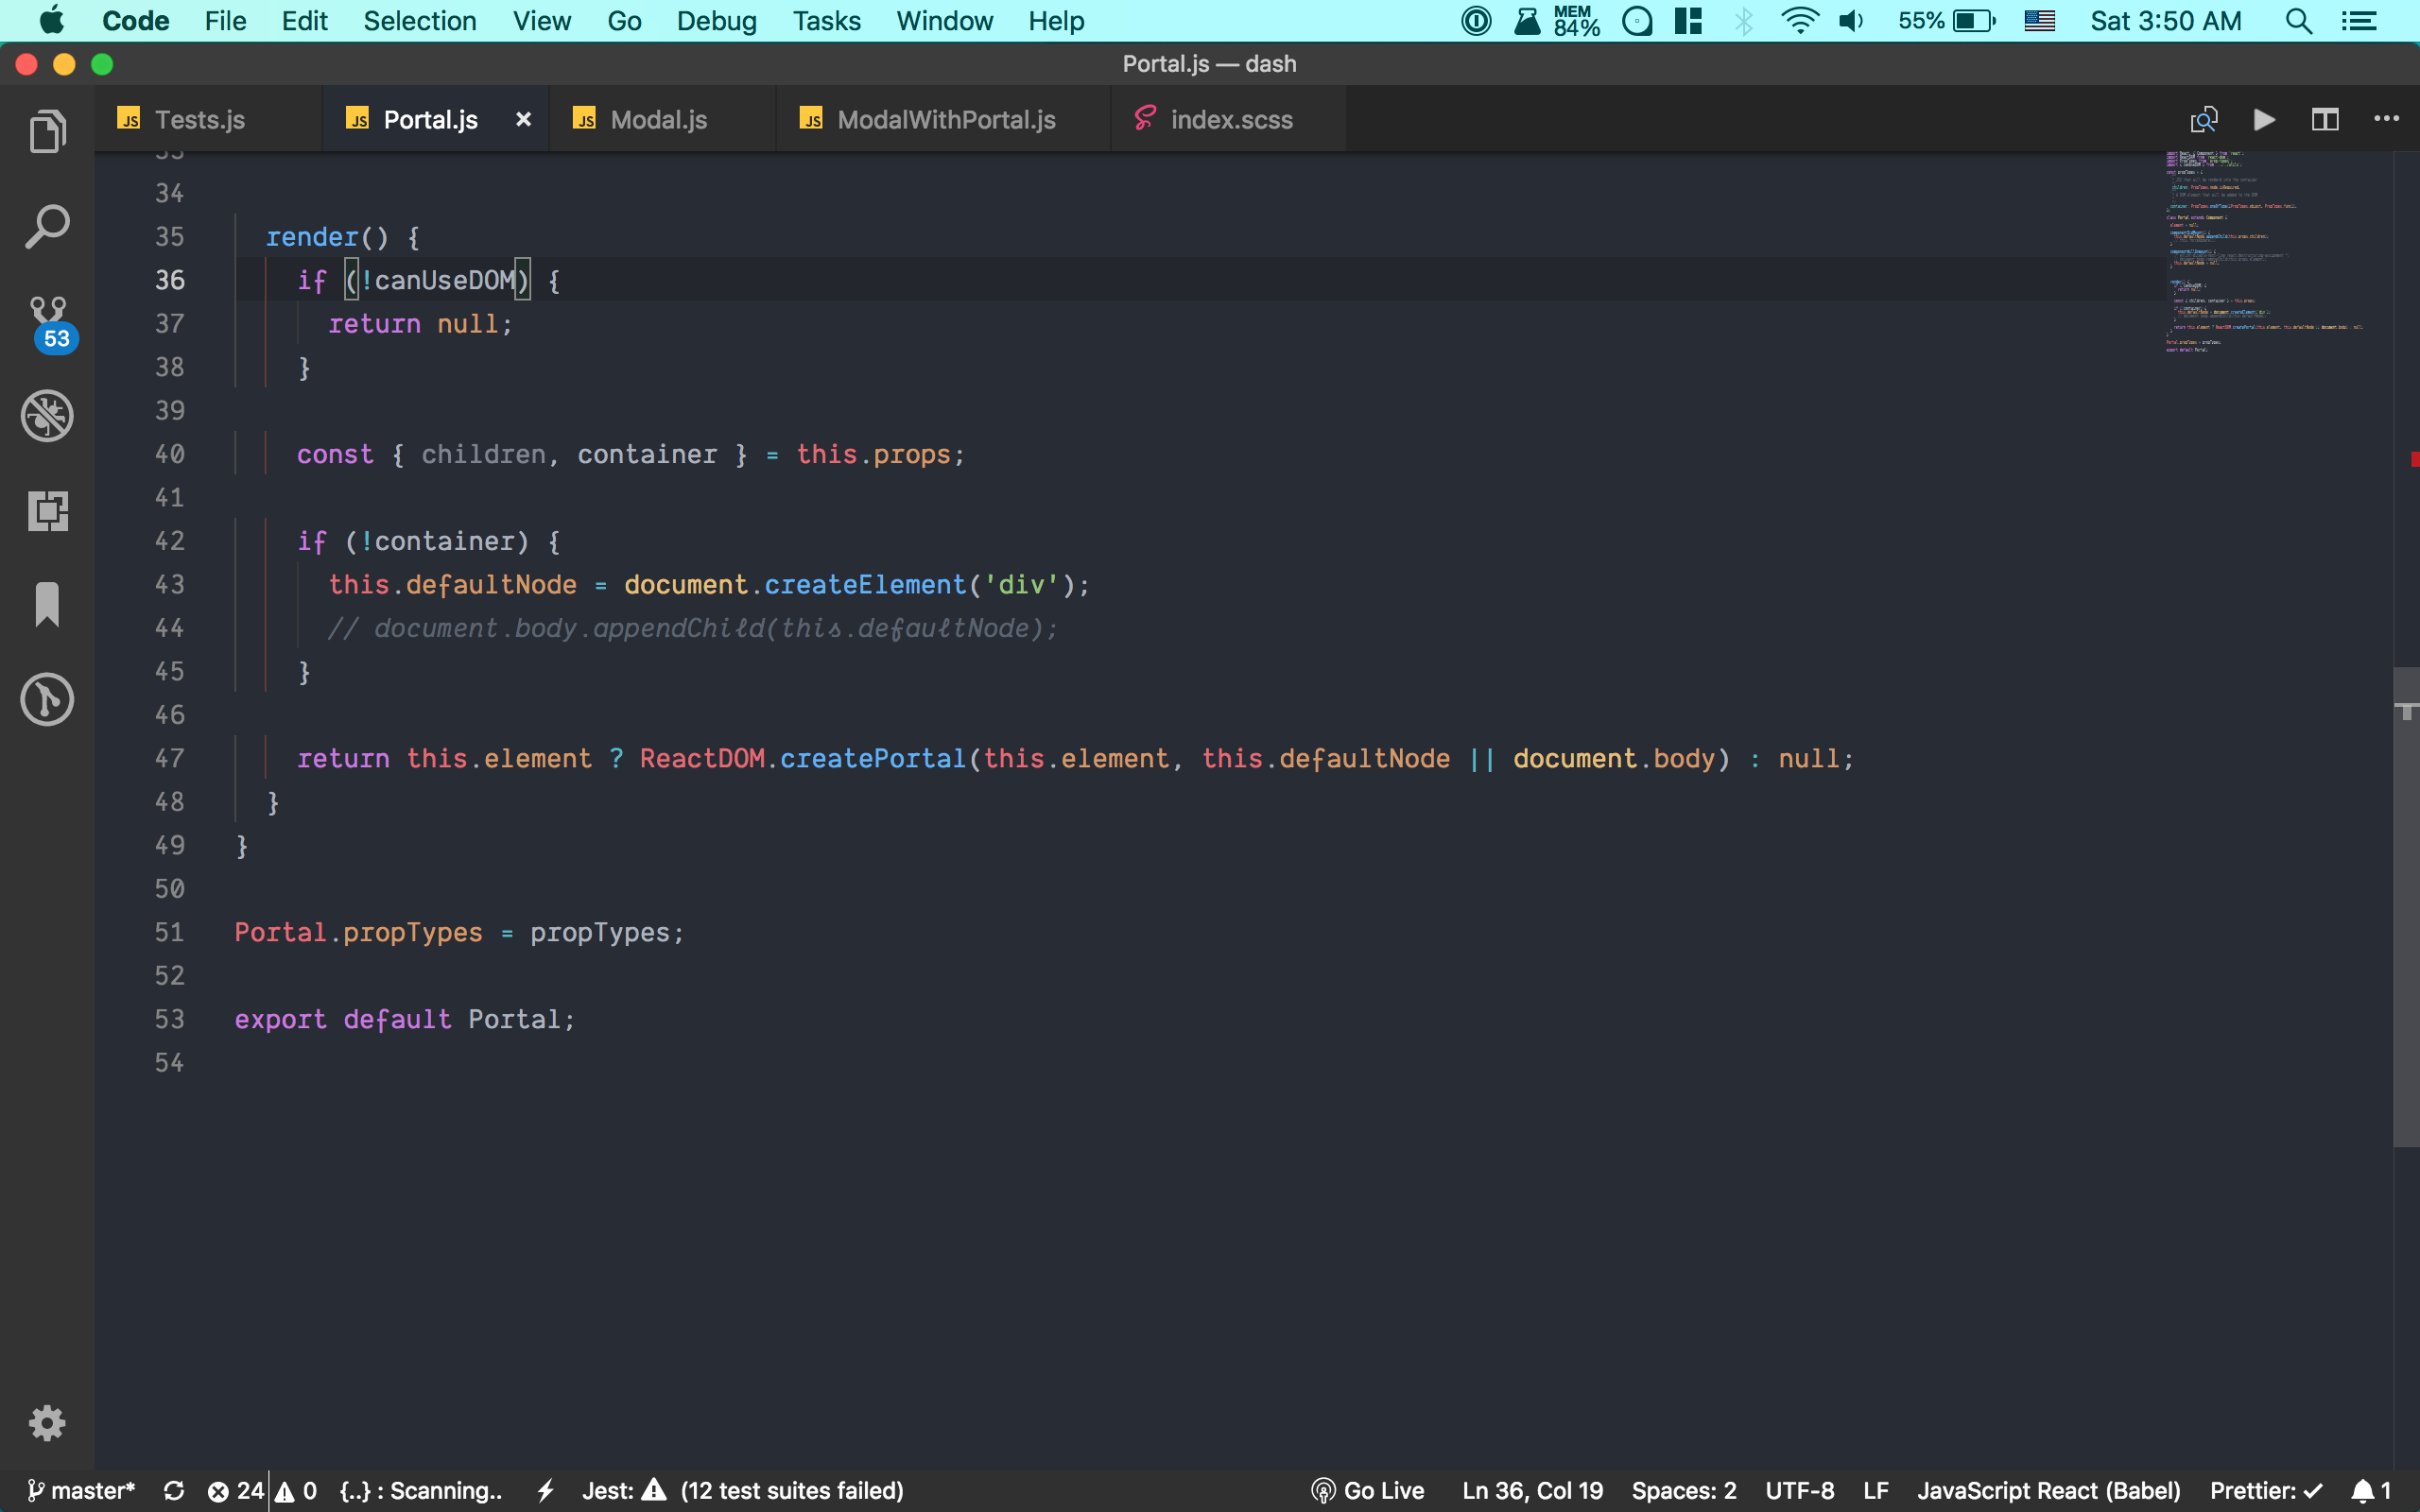 Code File Edit Selection View Go Debug Tasks Window Help MEM 84% 55% Sat 3:50 AM
Portal.js — dash
JS Tests.js JS Portal.js × JS Modal.js JS ModalWithPortal.js index.scss
34
35 render() {
36 if (!canUseDOM) {
37 return null;
38 }
39
40 const { children, container } = this.props;
41
42 if (!container) {
43 this.defaultNode = document.createElement('div');
44 // document.body.appendChild(this.defaultNode);
45 }
46
47 return this.element ? ReactDOM.createPortal(this.element, this.defaultNode || document.body) : null;
48 }
49 }
50
51 Portal.propTypes = propTypes;
52
53 export default Portal;
54
53
master* 24 0 {..} : Scanning.. Jest: (12 test suites failed) Go Live Ln 36, Col 19 Spaces: 2 UTF-8 LF JavaScript React (Babel) Prettier: ✓ 1